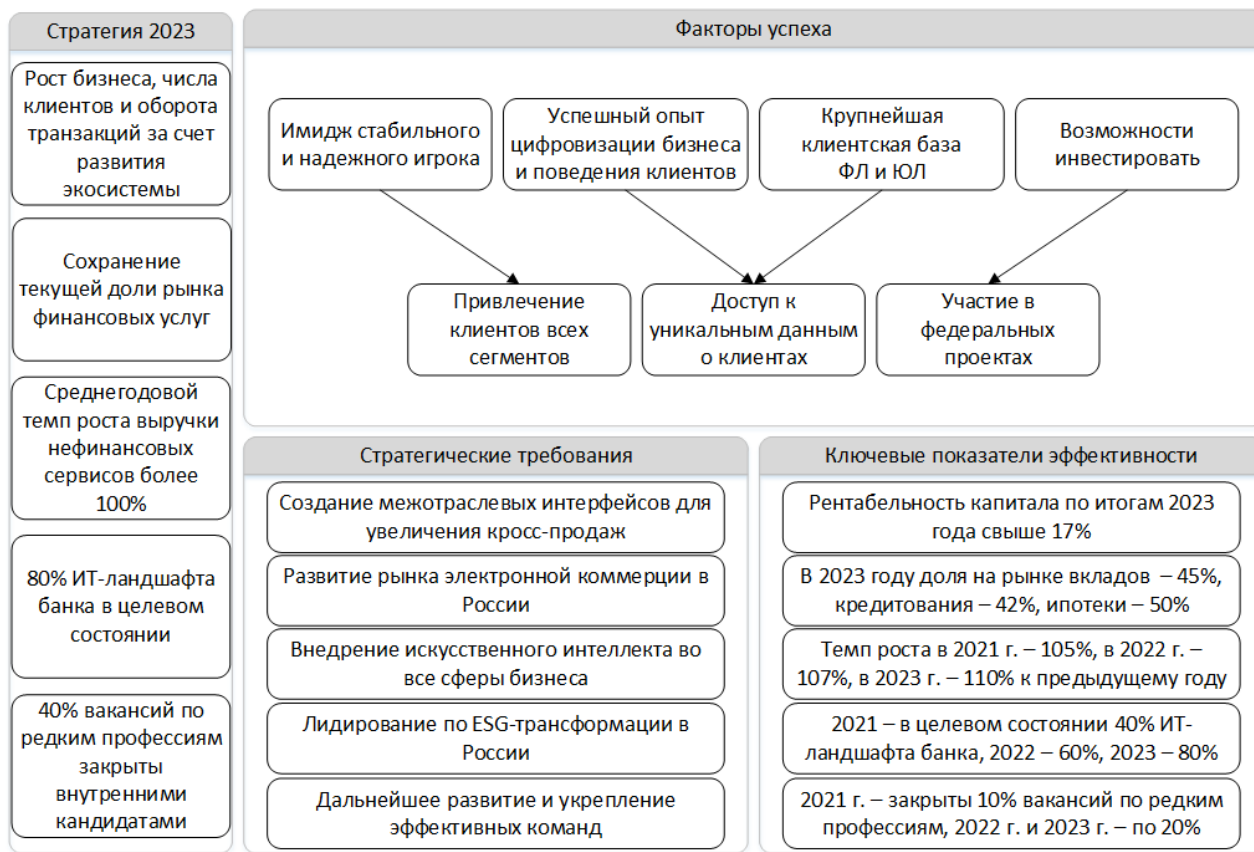 Стратегия 2023
Рост бизнеса, числа
клиентов и оборота
транзакций за счет
развития
экосистемы
Сохранение
текущей доли рынка
финансовых услуг
Среднегодовой
темп роста выручки
нефинансовых
сервисов более
100%
80% ИТ-ландшафта
банка в целевом
состоянии
40% вакансий по
редким профессиям
закрыты
внутренними
кандидатами
Факторы успеха
Имидж стабильного
и надежного игрока
Успешный опыт
цифровизации бизнеса
и поведения клиентов
Крупнейшая
клиентская база
ФЛ и ЮЛ
Возможности
инвестировать
Привлечение
клиентов всех
сегментов
Доступ к
уникальным данным
о клиентах
Участие в
федеральных
проектах
Стратегические требования
Создание межотраслевых интерфейсов для
увеличения кросс-продаж
Развитие рынка электронной коммерции в
России
Внедрение искусственного интеллекта во
все сферы бизнеса
Лидирование по ESG-трансформации в
России
Дальнейшее развитие и укрепление
эффективных команд
Ключевые показатели эффективности
Рентабельность капитала по итогам 2023
года свыше 17%
В 2023 году доля на рынке вкладов – 45%,
кредитования – 42%, ипотеки – 50%
Темп роста в 2021 г. – 105%, в 2022 г. –
107%, в 2023 г. – 110% к предыдущему году
2021 – в целевом состоянии 40% ИТ-
ландшафта банка, 2022 – 60%, 2023 – 80%
2021 г. – закрыты 10% вакансий по редким
профессиям, 2022 г. и 2023 г. – по 20%